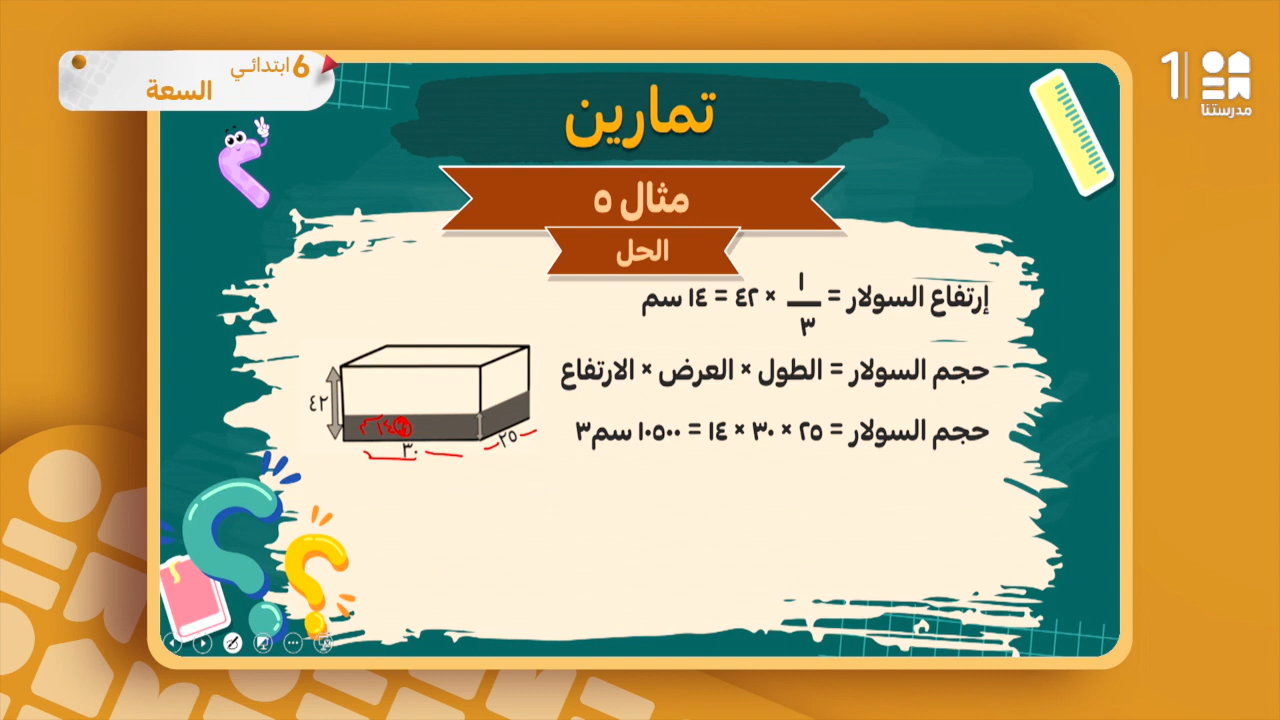 6 ابتدائي
السعة
1
مدرستنا
تمارين
مثال ٥
الحل
إرتفاع السولار = ١/٣ × ٤٢ = ١٤ سم
حجم السولار = الطول × العرض × الارتفاع
حجم السولار = ٢٥ × ٣٠ × ١٤ = ١٠٥٠٠ سم٣
٤٢
٣٠
٢٥